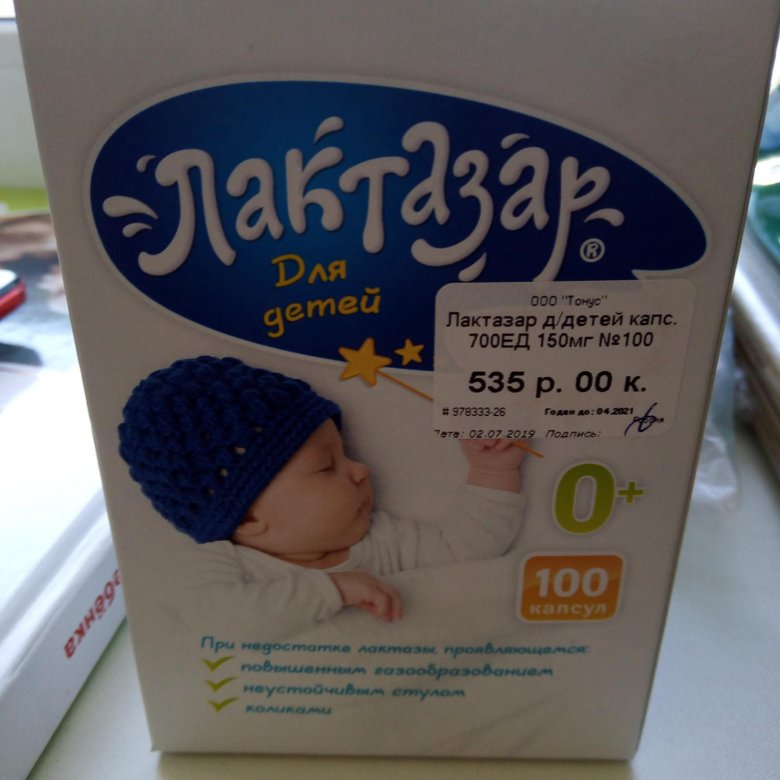 Лактазар
®
Для
детей
ООО "Тонус"
Лактазар д/детей капс.
700ЕД 150мг №100
535 р. 00 к.
# 978333-26 Годен до: 04.2021
Россия
Дата: 02.07.2019 Подпись:
0+
100
капсул
При недостатке лактазы, проявляющемся:
повышенным газообразованием
неустойчивым стулом
коликами